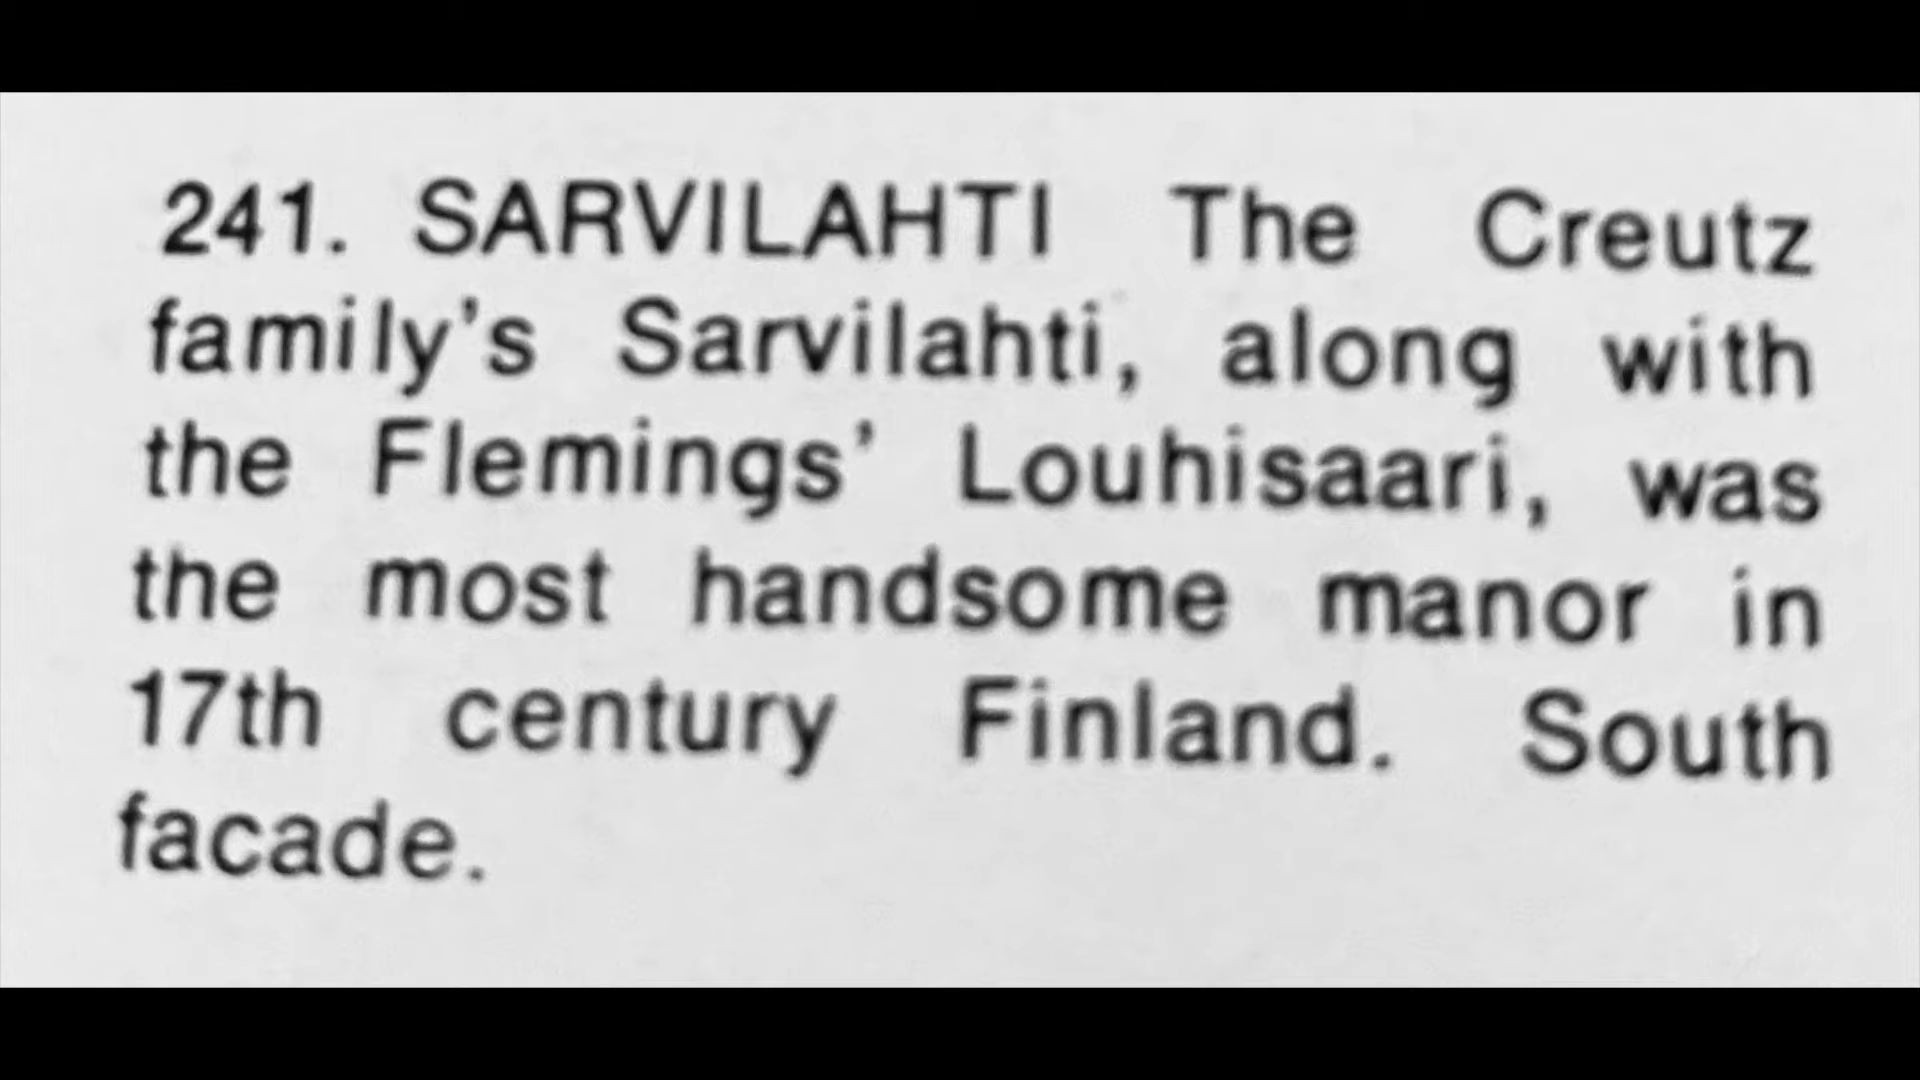 241. SARVILAHTI The Creutz
family's Sarvilahti, along with
the Flemings' Louhisaari, was
the most handsome manor in
17th century Finland. South
facade.